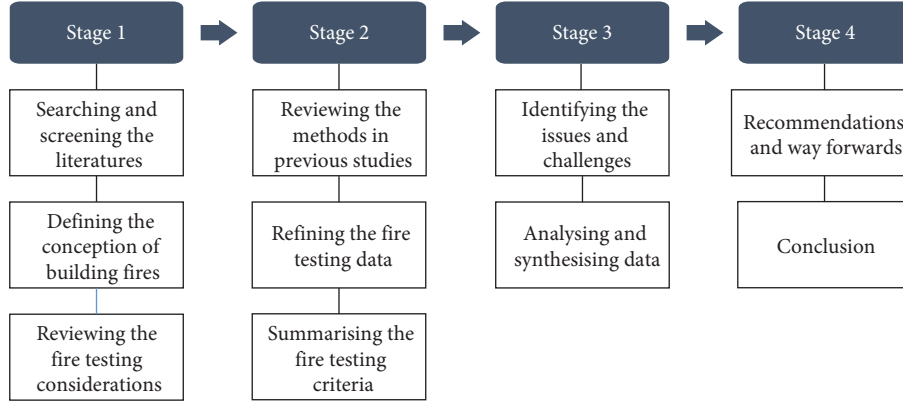 Stage 1
Searching and
screening the
literatures
Defining the
conception of
building fires
Reviewing the
fire testing
considerations
Stage 2
Reviewing the
methods in
previous studies
Refining the fire
testing data
Summarising the
fire testing
criteria
Stage 3
Identifying the
issues and
challenges
Analysing and
synthesising data
Stage 4
Recommendations
and way forwards
Conclusion